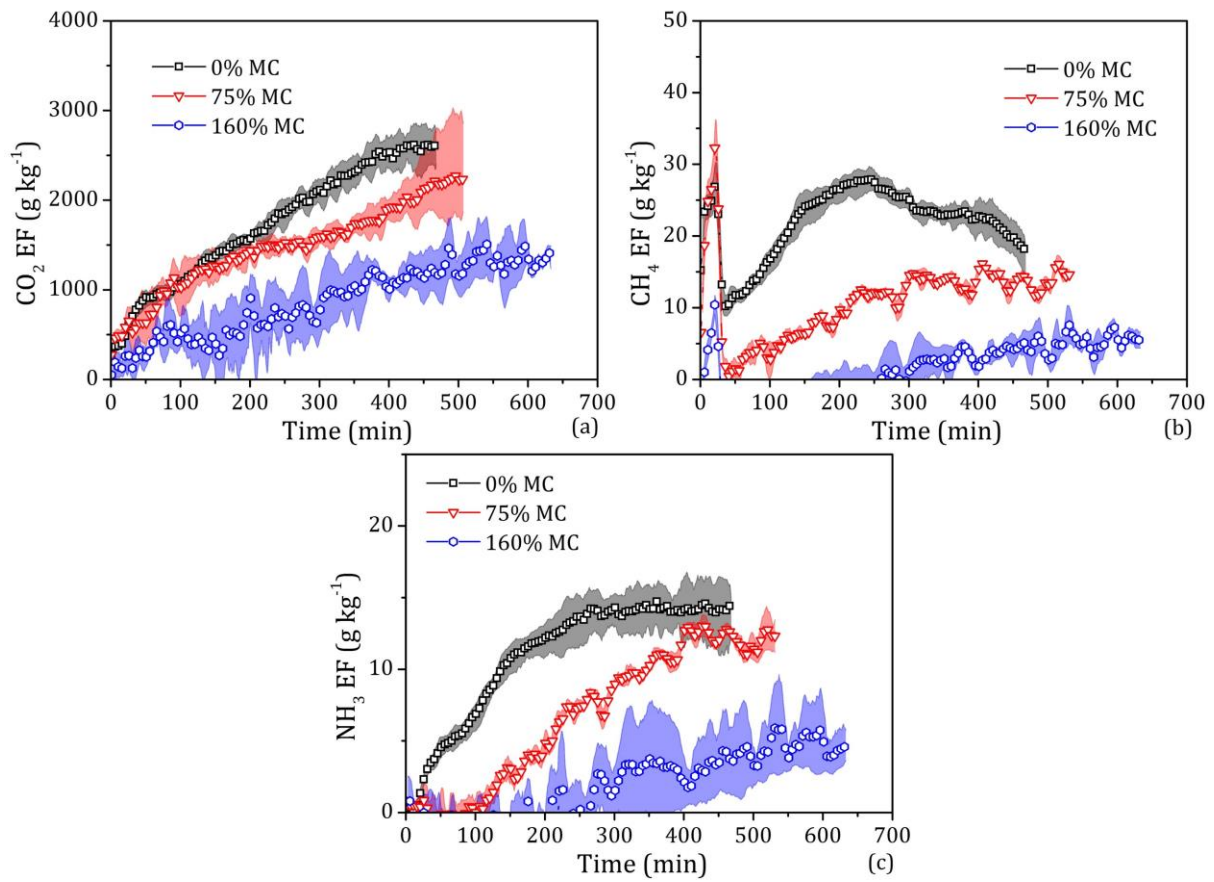 4000
3000
2000
1000
0
CO₂ EF (g kg⁻¹)
0% MC
75% MC
160% MC
0 100 200 300 400 500 600 700
Time (min)
(a)
50
40
30
20
10
0
CH₄ EF (g kg⁻¹)
0% MC
75% MC
160% MC
0 100 200 300 400 500 600 700
Time (min)
(b)
20
10
0
NH₃ EF (g kg⁻¹)
0% MC
75% MC
160% MC
0 100 200 300 400 500 600 700
Time (min)
(c)